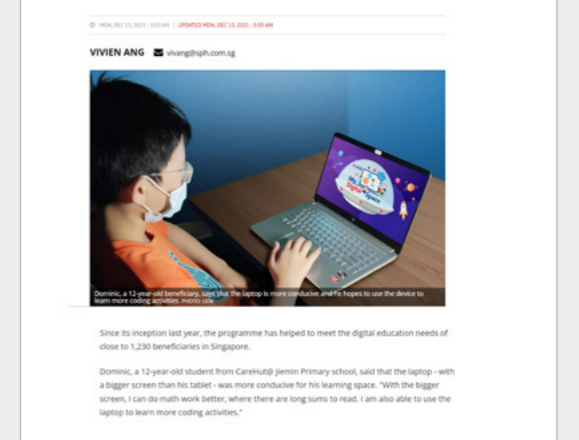 MON, DEC 13, 2021 - 5:50 AM | UPDATED MON, DEC 13, 2021 - 5:50 AM
VIVIEN ANG vivang@sph.com.sg
My Digital Space
Dominic, a 12-year-old beneficiary, says that the laptop is more conducive and he hopes to use the device to
learn more coding activities. PHOTO: UOB
Since its inception last year, the programme has helped to meet the digital education needs of
close to 1,230 beneficiaries in Singapore.
Dominic, a 12-year-old student from CareHut@ Jiemin Primary school, said that the laptop - with
a bigger screen than his tablet - was more conducive for his learning space. "With the bigger
screen, I can do math work better, where there are long sums to read. I am also able to use the
laptop to learn more coding activities."